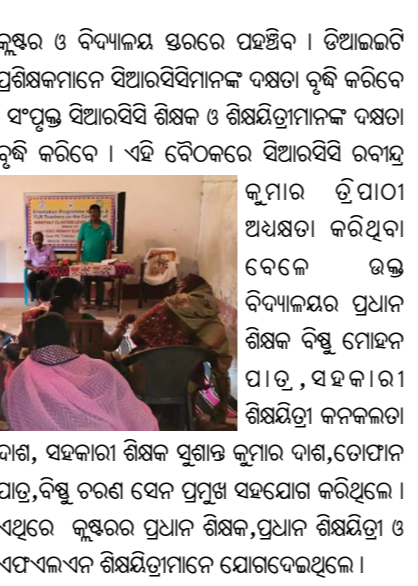 କ୍ଲଷ୍ଟର ଓ ବିଦ୍ୟାଳୟ ସ୍ତରରେ ପହଞ୍ଚିବ । ଡିଆଇଇଟି
ପ୍ରଶିକ୍ଷକମାନେ ସିଆରସିସିମାନଙ୍କ ଦକ୍ଷତା ବୃଦ୍ଧି କରିବେ
ସଂପୃକ୍ତ ସିଆରସିସି ଶିକ୍ଷକ ଓ ଶିକ୍ଷୟିତ୍ରୀମାନଙ୍କ ଦକ୍ଷତା
ବୃଦ୍ଧି କରିବେ । ଏହି ବୈଠକରେ ସିଆରସିସି ରବୀନ୍ଦ୍ର
କୁମାର ତ୍ରିପାଠୀ
ଅଧ୍ୟକ୍ଷତା କରିଥିବା
ବେଳେ ଉକ୍ତ
ବିଦ୍ୟାଳୟର ପ୍ରଧାନ
ଶିକ୍ଷକ ବିଷ୍ଣୁ ମୋହନ
ପାତ୍ର ,ସହକାରୀ
ଶିକ୍ଷୟିତ୍ରୀ କନକଲତା
ଦାଶ, ସହକାରୀ ଶିକ୍ଷକ ସୁଶାନ୍ତ କୁମାର ଦାଶ,ତୋଫାନ
ପାତ୍ର,ବିଷ୍ଣୁ ଚରଣ ସେନ ପ୍ରମୁଖ ସହଯୋଗ କରିଥିଲେ ।
ଏଥିରେ କ୍ଲଷ୍ଟରର ପ୍ରଧାନ ଶିକ୍ଷକ,ପ୍ରଧାନ ଶିକ୍ଷୟିତ୍ରୀ ଓ
ଏଫଏଲଏନ ଶିକ୍ଷୟିତ୍ରୀମାନେ ଯୋଗଦେଇଥିଲେ ।